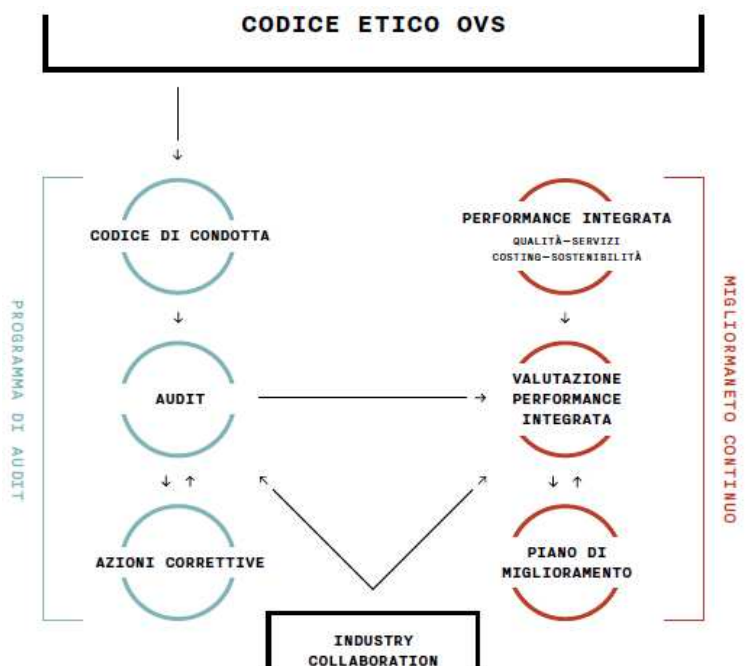 CODICE ETICO OVS
CODICE DI CONDOTTA
PERFORMANCE INTEGRATA
QUALITÀ—SERVIZI
COSTING—SOSTENIBILITÀ
PROGRAMMA DI AUDIT
MIGLIORMANETO CONTINUO
AUDIT
VALUTAZIONE
PERFORMANCE
INTEGRATA
AZIONI CORRETTIVE
PIANO DI
MIGLIORAMENTO
INDUSTRY
COLLABORATION